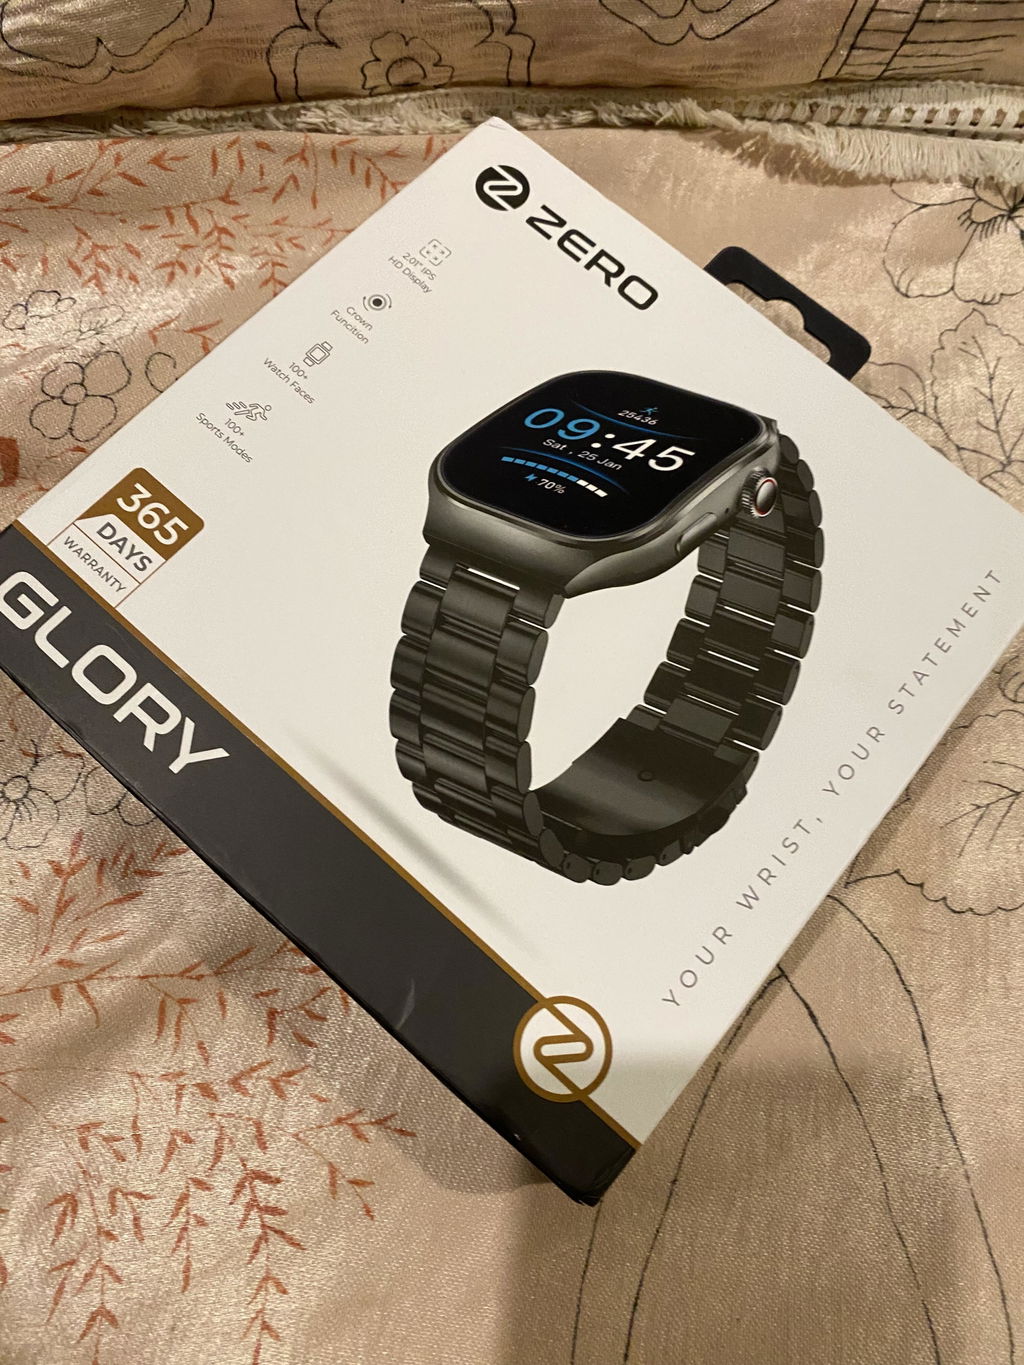 ZERO
2.01" IPS
HD Display
Crown
Funcition
100+
Watch Faces
100+
Sports Modes
25436
09:45
Sat , 25 Jan
70%
365
DAYS
WARRANTY
GLORY
YOUR WRIST, YOUR STATEMENT